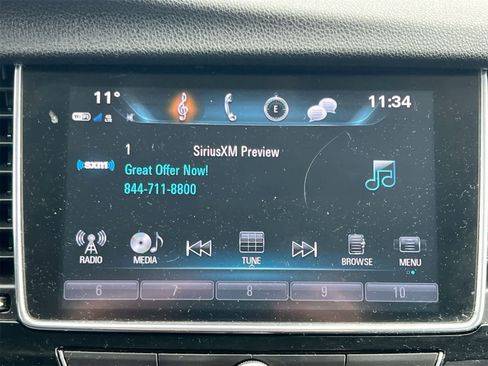 11° 11:34
E
1 SiriusXM Preview
((sxm))
Great Offer Now!
844-711-8800
RADIO MEDIA TUNE BROWSE MENU
6 7 8 9 10